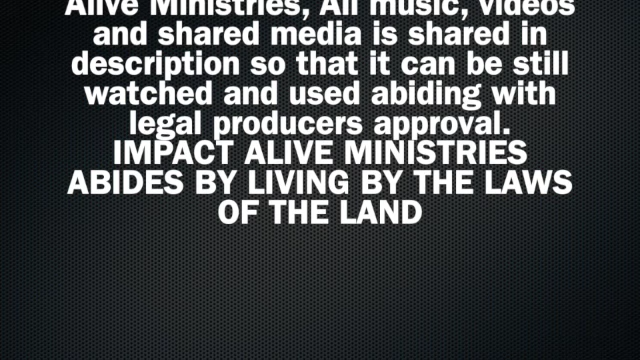 Alive Ministries, All music, videos
and shared media is shared in
description so that it can be still
watched and used abiding with
legal producers approval.
IMPACT ALIVE MINISTRIES
ABIDES BY LIVING BY THE LAWS
OF THE LAND